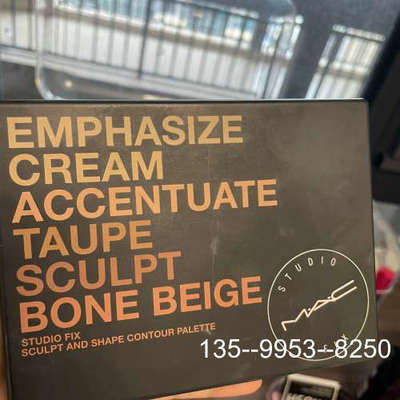 EMPHASIZE
CREAM
ACCENTUATE
TAUPE
SCULPT
BONE BEIGE
STUDIO FIX
SCULPT AND SHAPE CONTOUR PALETTE
STUDIO
MAC
FIX
135--9953--8250